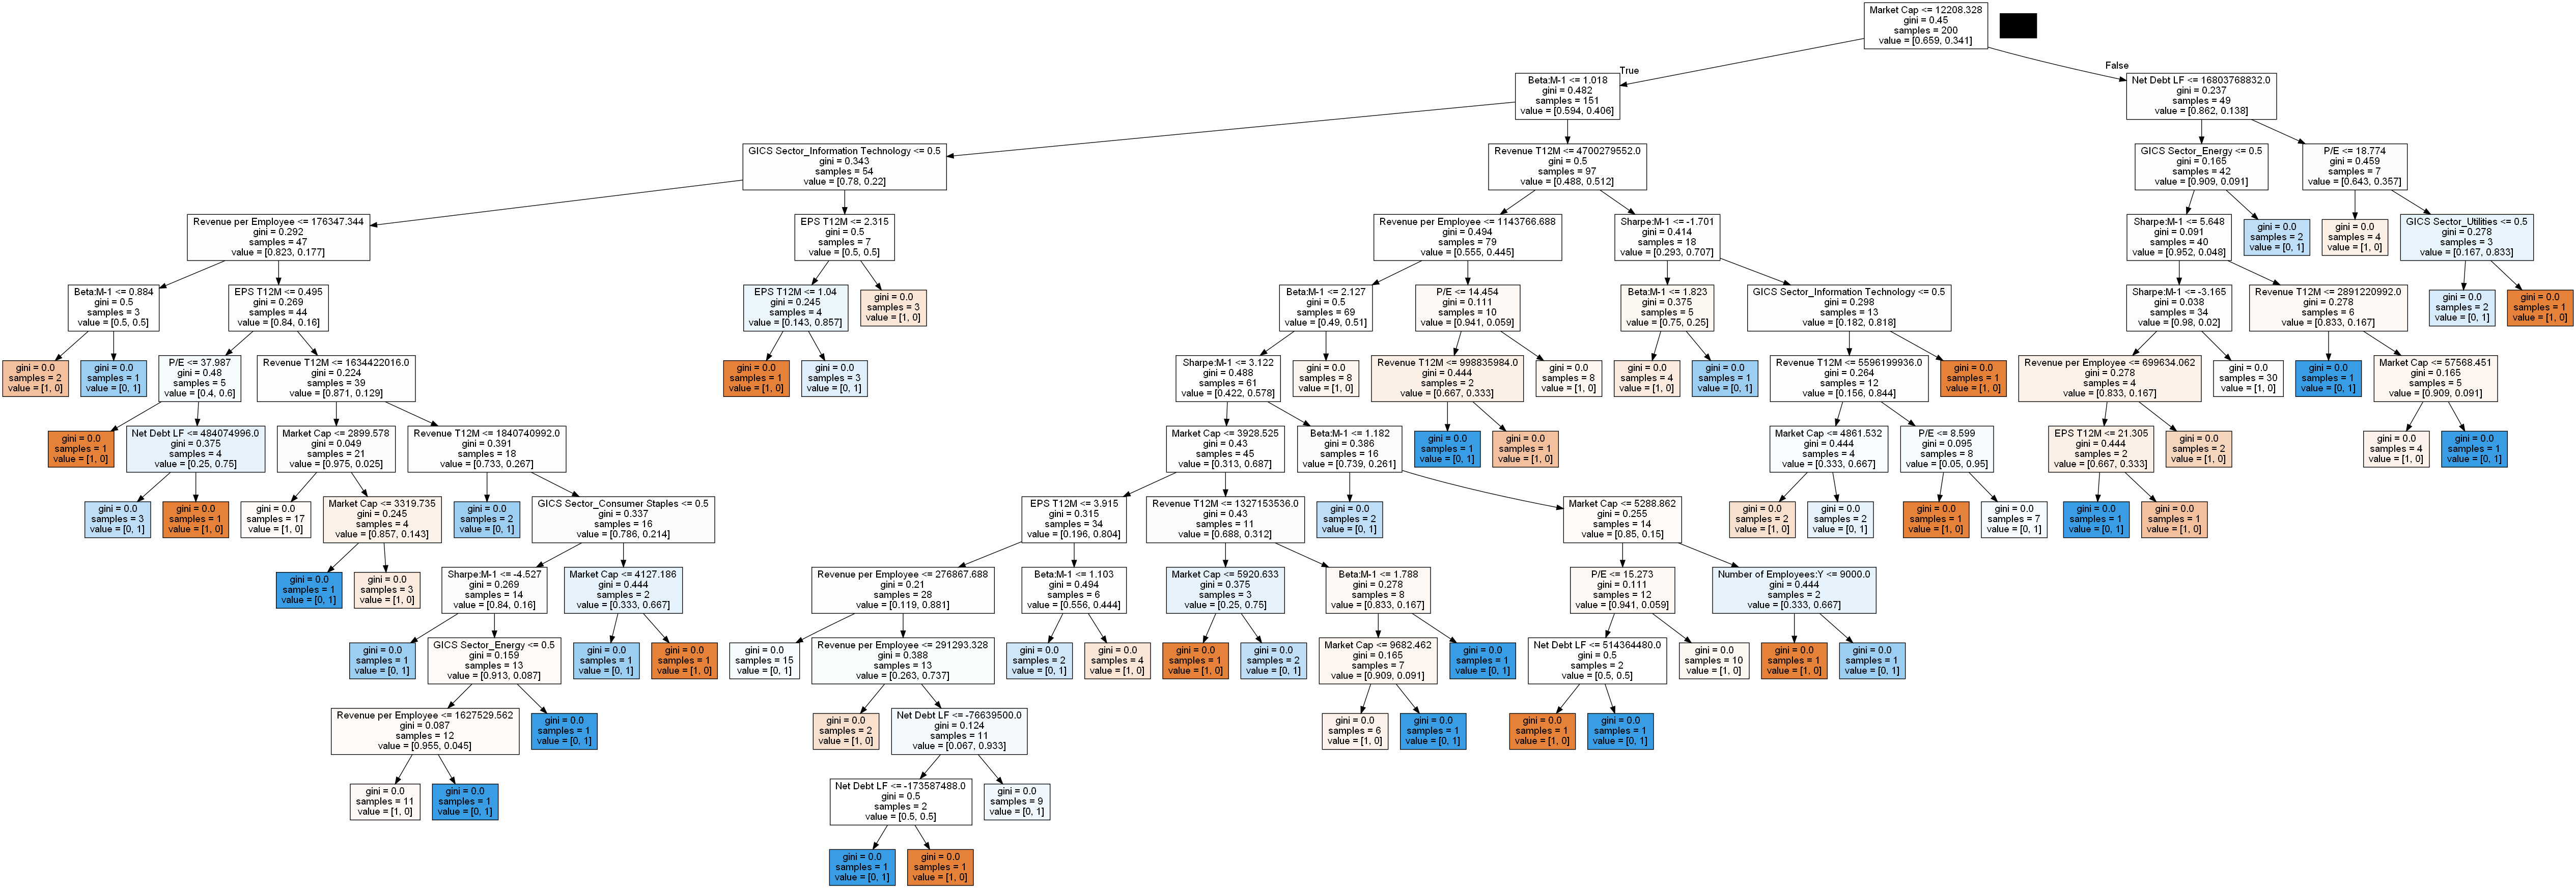 Market Cap <= 12208.328
gini = 0.45
samples = 200
value = [0.659, 0.341]
True
False
Beta:M-1 <= 1.018
gini = 0.482
samples = 151
value = [0.594, 0.406]
Net Debt LF <= 16803768832.0
gini = 0.237
samples = 49
value = [0.862, 0.138]
GICS Sector_Information Technology <= 0.5
gini = 0.343
samples = 54
value = [0.78, 0.22]
Revenue T12M <= 4700279552.0
gini = 0.5
samples = 97
value = [0.488, 0.512]
GICS Sector_Energy <= 0.5
gini = 0.165
samples = 42
value = [0.909, 0.091]
P/E <= 18.774
gini = 0.459
samples = 7
value = [0.643, 0.357]
Revenue per Employee <= 176347.344
gini = 0.292
samples = 47
value = [0.823, 0.177]
EPS T12M <= 2.315
gini = 0.5
samples = 7
value = [0.5, 0.5]
Revenue per Employee <= 1143766.688
gini = 0.494
samples = 79
value = [0.555, 0.445]
Sharpe:M-1 <= -1.701
gini = 0.414
samples = 18
value = [0.293, 0.707]
Sharpe:M-1 <= 5.648
gini = 0.091
samples = 40
value = [0.952, 0.048]
gini = 0.0
samples = 2
value = [0, 1]
gini = 0.0
samples = 4
value = [1, 0]
GICS Sector_Utilities <= 0.5
gini = 0.278
samples = 3
value = [0.167, 0.833]
Beta:M-1 <= 0.884
gini = 0.5
samples = 3
value = [0.5, 0.5]
EPS T12M <= 0.495
gini = 0.269
samples = 44
value = [0.84, 0.16]
EPS T12M <= 1.04
gini = 0.245
samples = 4
value = [0.143, 0.857]
gini = 0.0
samples = 3
value = [1, 0]
Beta:M-1 <= 2.127
gini = 0.5
samples = 69
value = [0.49, 0.51]
P/E <= 14.454
gini = 0.111
samples = 10
value = [0.941, 0.059]
Beta:M-1 <= 1.823
gini = 0.375
samples = 5
value = [0.75, 0.25]
GICS Sector_Information Technology <= 0.5
gini = 0.298
samples = 13
value = [0.182, 0.818]
Sharpe:M-1 <= -3.165
gini = 0.038
samples = 34
value = [0.98, 0.02]
Revenue T12M <= 2891220992.0
gini = 0.278
samples = 6
value = [0.833, 0.167]
gini = 0.0
samples = 2
value = [0, 1]
gini = 0.0
samples = 1
value = [1, 0]
gini = 0.0
samples = 2
value = [1, 0]
gini = 0.0
samples = 1
value = [0, 1]
P/E <= 37.987
gini = 0.48
samples = 5
value = [0.4, 0.6]
Revenue T12M <= 1634422016.0
gini = 0.224
samples = 39
value = [0.871, 0.129]
gini = 0.0
samples = 1
value = [1, 0]
gini = 0.0
samples = 3
value = [0, 1]
Sharpe:M-1 <= 3.122
gini = 0.488
samples = 61
value = [0.422, 0.578]
gini = 0.0
samples = 8
value = [1, 0]
Revenue T12M <= 998835984.0
gini = 0.444
samples = 2
value = [0.667, 0.333]
gini = 0.0
samples = 8
value = [1, 0]
gini = 0.0
samples = 4
value = [1, 0]
gini = 0.0
samples = 1
value = [0, 1]
Revenue T12M <= 5596199936.0
gini = 0.264
samples = 12
value = [0.156, 0.844]
gini = 0.0
samples = 1
value = [1, 0]
Revenue per Employee <= 699634.062
gini = 0.278
samples = 4
value = [0.833, 0.167]
gini = 0.0
samples = 30
value = [1, 0]
gini = 0.0
samples = 1
value = [0, 1]
Market Cap <= 57568.451
gini = 0.165
samples = 5
value = [0.909, 0.091]
gini = 0.0
samples = 1
value = [1, 0]
Net Debt LF <= 484074996.0
gini = 0.375
samples = 4
value = [0.25, 0.75]
Market Cap <= 2899.578
gini = 0.049
samples = 21
value = [0.975, 0.025]
Revenue T12M <= 1840740992.0
gini = 0.391
samples = 18
value = [0.733, 0.267]
Market Cap <= 3928.525
gini = 0.43
samples = 45
value = [0.313, 0.687]
Beta:M-1 <= 1.182
gini = 0.386
samples = 16
value = [0.739, 0.261]
gini = 0.0
samples = 1
value = [0, 1]
gini = 0.0
samples = 1
value = [1, 0]
Market Cap <= 4861.532
gini = 0.444
samples = 4
value = [0.333, 0.667]
P/E <= 8.599
gini = 0.095
samples = 8
value = [0.05, 0.95]
EPS T12M <= 21.305
gini = 0.444
samples = 2
value = [0.667, 0.333]
gini = 0.0
samples = 2
value = [1, 0]
gini = 0.0
samples = 4
value = [1, 0]
gini = 0.0
samples = 1
value = [0, 1]
gini = 0.0
samples = 3
value = [0, 1]
gini = 0.0
samples = 1
value = [1, 0]
gini = 0.0
samples = 17
value = [1, 0]
Market Cap <= 3319.735
gini = 0.245
samples = 4
value = [0.857, 0.143]
gini = 0.0
samples = 2
value = [0, 1]
GICS Sector_Consumer Staples <= 0.5
gini = 0.337
samples = 16
value = [0.786, 0.214]
EPS T12M <= 3.915
gini = 0.315
samples = 34
value = [0.196, 0.804]
Revenue T12M <= 1327153536.0
gini = 0.43
samples = 11
value = [0.688, 0.312]
gini = 0.0
samples = 2
value = [0, 1]
Market Cap <= 5288.862
gini = 0.255
samples = 14
value = [0.85, 0.15]
gini = 0.0
samples = 2
value = [1, 0]
gini = 0.0
samples = 2
value = [0, 1]
gini = 0.0
samples = 1
value = [1, 0]
gini = 0.0
samples = 7
value = [0, 1]
gini = 0.0
samples = 1
value = [0, 1]
gini = 0.0
samples = 1
value = [1, 0]
gini = 0.0
samples = 1
value = [0, 1]
gini = 0.0
samples = 3
value = [1, 0]
Sharpe:M-1 <= -4.527
gini = 0.269
samples = 14
value = [0.84, 0.16]
Market Cap <= 4127.186
gini = 0.444
samples = 2
value = [0.333, 0.667]
Revenue per Employee <= 276867.688
gini = 0.21
samples = 28
value = [0.119, 0.881]
Beta:M-1 <= 1.103
gini = 0.494
samples = 6
value = [0.556, 0.444]
Market Cap <= 5920.633
gini = 0.375
samples = 3
value = [0.25, 0.75]
Beta:M-1 <= 1.788
gini = 0.278
samples = 8
value = [0.833, 0.167]
P/E <= 15.273
gini = 0.111
samples = 12
value = [0.941, 0.059]
Number of Employees:Y <= 9000.0
gini = 0.444
samples = 2
value = [0.333, 0.667]
gini = 0.0
samples = 1
value = [0, 1]
GICS Sector_Energy <= 0.5
gini = 0.159
samples = 13
value = [0.913, 0.087]
gini = 0.0
samples = 1
value = [0, 1]
gini = 0.0
samples = 1
value = [1, 0]
gini = 0.0
samples = 15
value = [0, 1]
Revenue per Employee <= 291293.328
gini = 0.388
samples = 13
value = [0.263, 0.737]
gini = 0.0
samples = 2
value = [0, 1]
gini = 0.0
samples = 4
value = [1, 0]
gini = 0.0
samples = 1
value = [1, 0]
gini = 0.0
samples = 2
value = [0, 1]
Market Cap <= 9682.462
gini = 0.165
samples = 7
value = [0.909, 0.091]
gini = 0.0
samples = 1
value = [0, 1]
Net Debt LF <= 514364480.0
gini = 0.5
samples = 2
value = [0.5, 0.5]
gini = 0.0
samples = 10
value = [1, 0]
gini = 0.0
samples = 1
value = [1, 0]
gini = 0.0
samples = 1
value = [0, 1]
Revenue per Employee <= 1627529.562
gini = 0.087
samples = 12
value = [0.955, 0.045]
gini = 0.0
samples = 1
value = [0, 1]
gini = 0.0
samples = 2
value = [1, 0]
Net Debt LF <= -76639500.0
gini = 0.124
samples = 11
value = [0.067, 0.933]
gini = 0.0
samples = 6
value = [1, 0]
gini = 0.0
samples = 1
value = [0, 1]
gini = 0.0
samples = 1
value = [1, 0]
gini = 0.0
samples = 1
value = [0, 1]
gini = 0.0
samples = 11
value = [1, 0]
gini = 0.0
samples = 1
value = [0, 1]
Net Debt LF <= -173587488.0
gini = 0.5
samples = 2
value = [0.5, 0.5]
gini = 0.0
samples = 9
value = [0, 1]
gini = 0.0
samples = 1
value = [0, 1]
gini = 0.0
samples = 1
value = [1, 0]